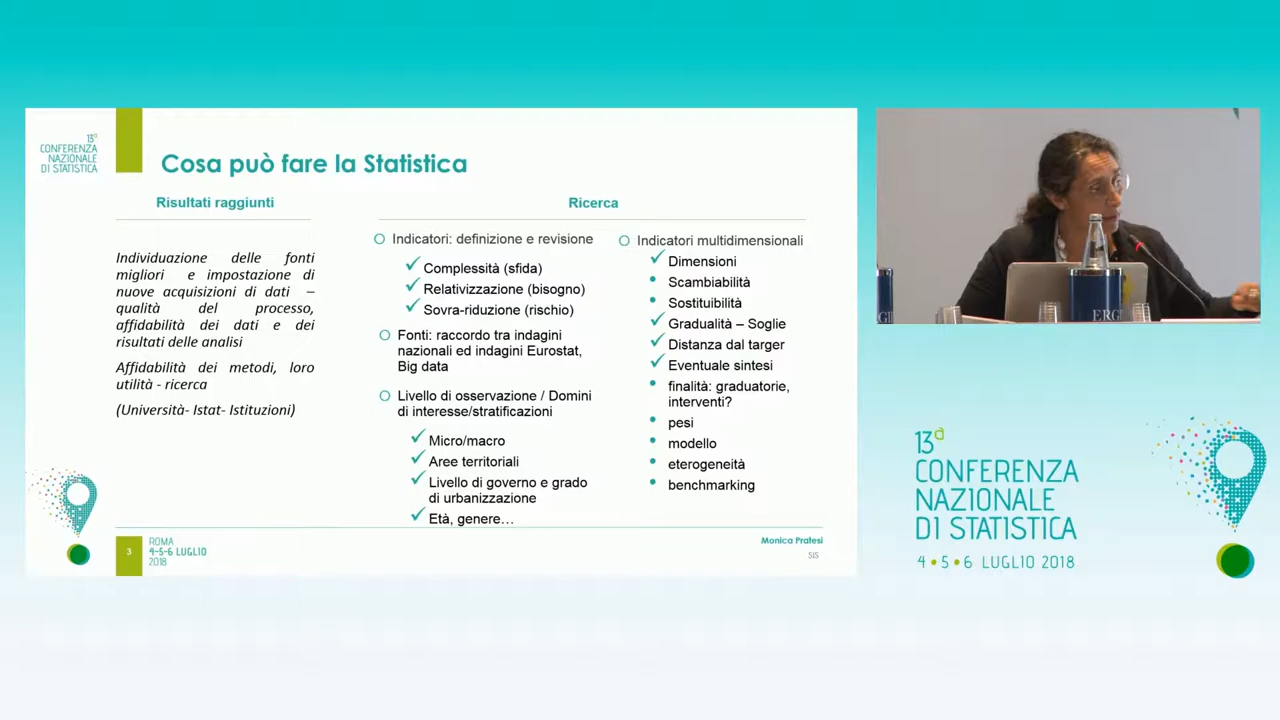 13ª
CONFERENZA
NAZIONALE
DI STATISTICA
Cosa può fare la Statistica
Risultati raggiunti
Individuazione delle fonti
migliori e impostazione di
nuove acquisizioni di dati –
qualità del processo,
affidabilità dei dati e dei
risultati delle analisi
Affidabilità dei metodi, loro
utilità - ricerca
(Università- Istat- Istituzioni)
Ricerca
Indicatori: definizione e revisione
Complessità (sfida)
Relativizzazione (bisogno)
Sovra-riduzione (rischio)
Fonti: raccordo tra indagini
nazionali ed indagini Eurostat,
Big data
Livello di osservazione / Domini
di interesse/stratificazioni
Micro/macro
Aree territoriali
Livello di governo e grado
di urbanizzazione
Età, genere…
Indicatori multidimensionali
Dimensioni
Scambiabilità
Sostituibilità
Gradualità – Soglie
Distanza dal targer
Eventuale sintesi
finalità: graduatorie,
interventi?
pesi
modello
eterogeneità
benchmarking
3
ROMA
4-5-6 LUGLIO
2018
Monica Pratesi
SIS
13ª
CONFERENZA
NAZIONALE
DI STATISTICA
4 • 5 • 6 LUGLIO 2018